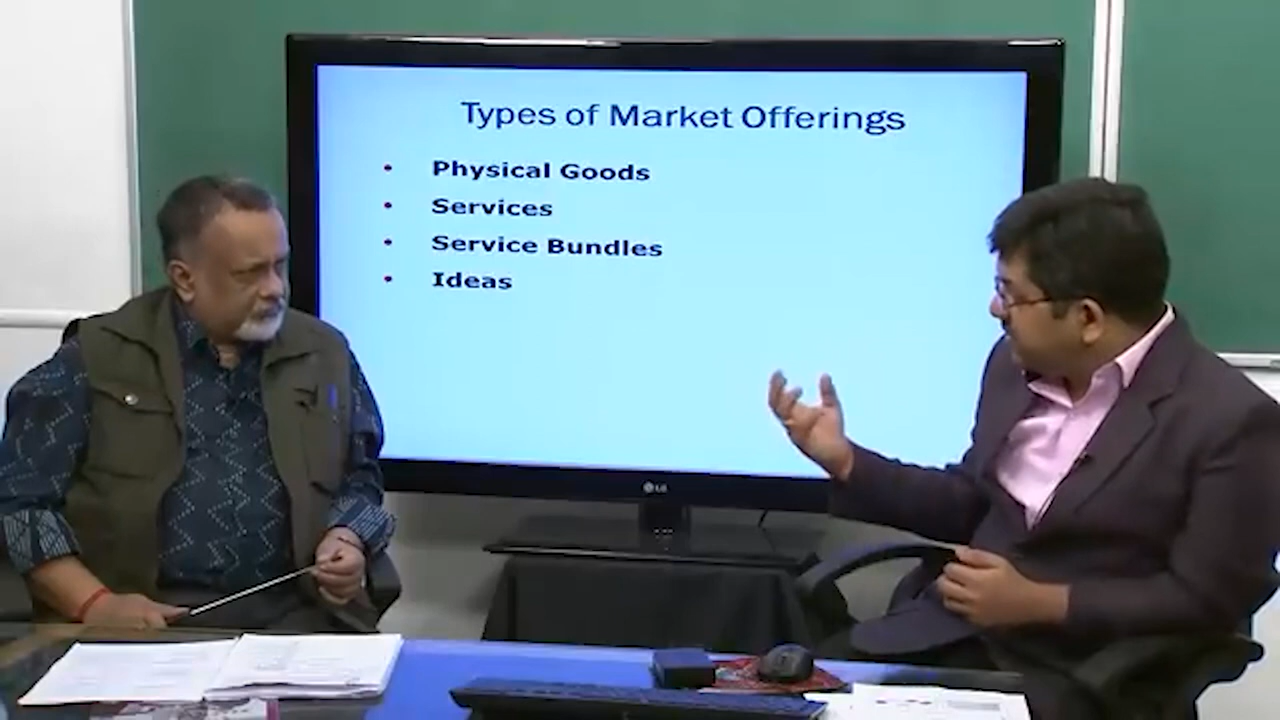 Types of Market Offerings
• Physical Goods
• Services
• Service Bundles
• Ideas
LG